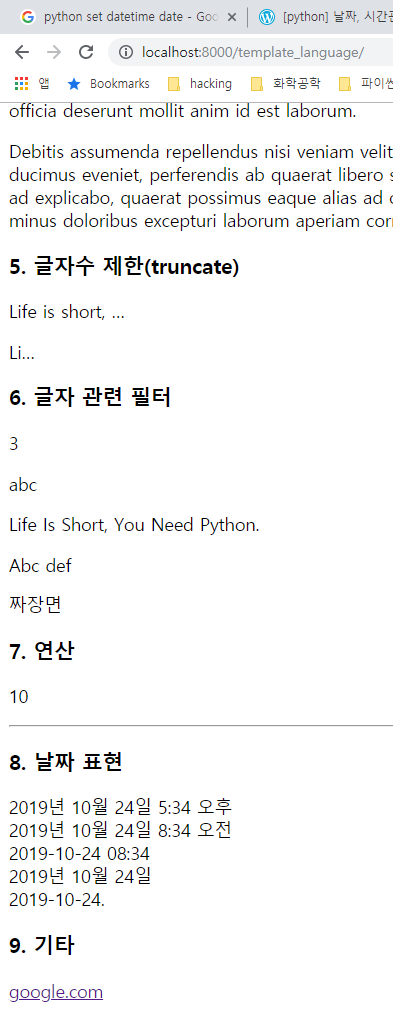 python set datetime date - Goo
[python] 날짜, 시간관
localhost:8000/template_language/
앱 Bookmarks hacking 화학공학 파이썬
officia deserunt mollit anim id est laborum.
Debitis assumenda repellendus nisi veniam velit
ducimus eveniet, perferendis ab quaerat libero s
ad explicabo, quaerat possimus eaque alias ad
minus doloribus excepturi laborum aperiam corr
5. 글자수 제한(truncate)
Life is short, …
Li…
6. 글자 관련 필터
3
abc
Life Is Short, You Need Python.
Abc def
짜장면
7. 연산
10
8. 날짜 표현
2019년 10월 24일 5:34 오후
2019년 10월 24일 8:34 오전
2019-10-24 08:34
2019년 10월 24일
2019-10-24.
9. 기타
google.com